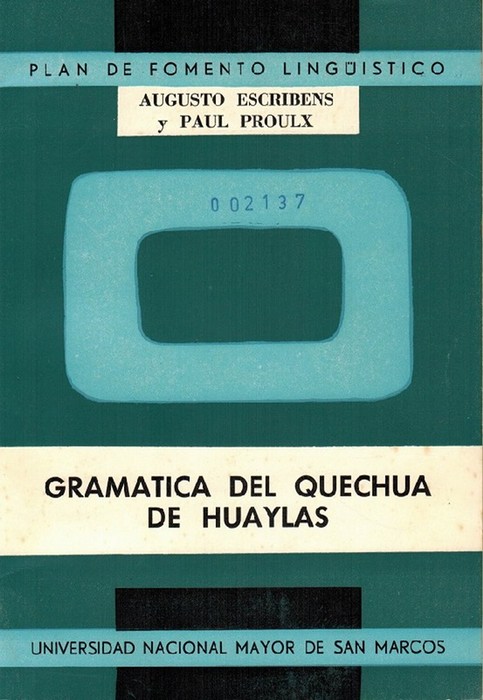 PLAN DE FOMENTO LINGÜISTICO
AUGUSTO ESCRIBENS
y PAUL PROULX
002137
GRAMATICA DEL QUECHUA
DE HUAYLAS
UNIVERSIDAD NACIONAL MAYOR DE SAN MARCOS